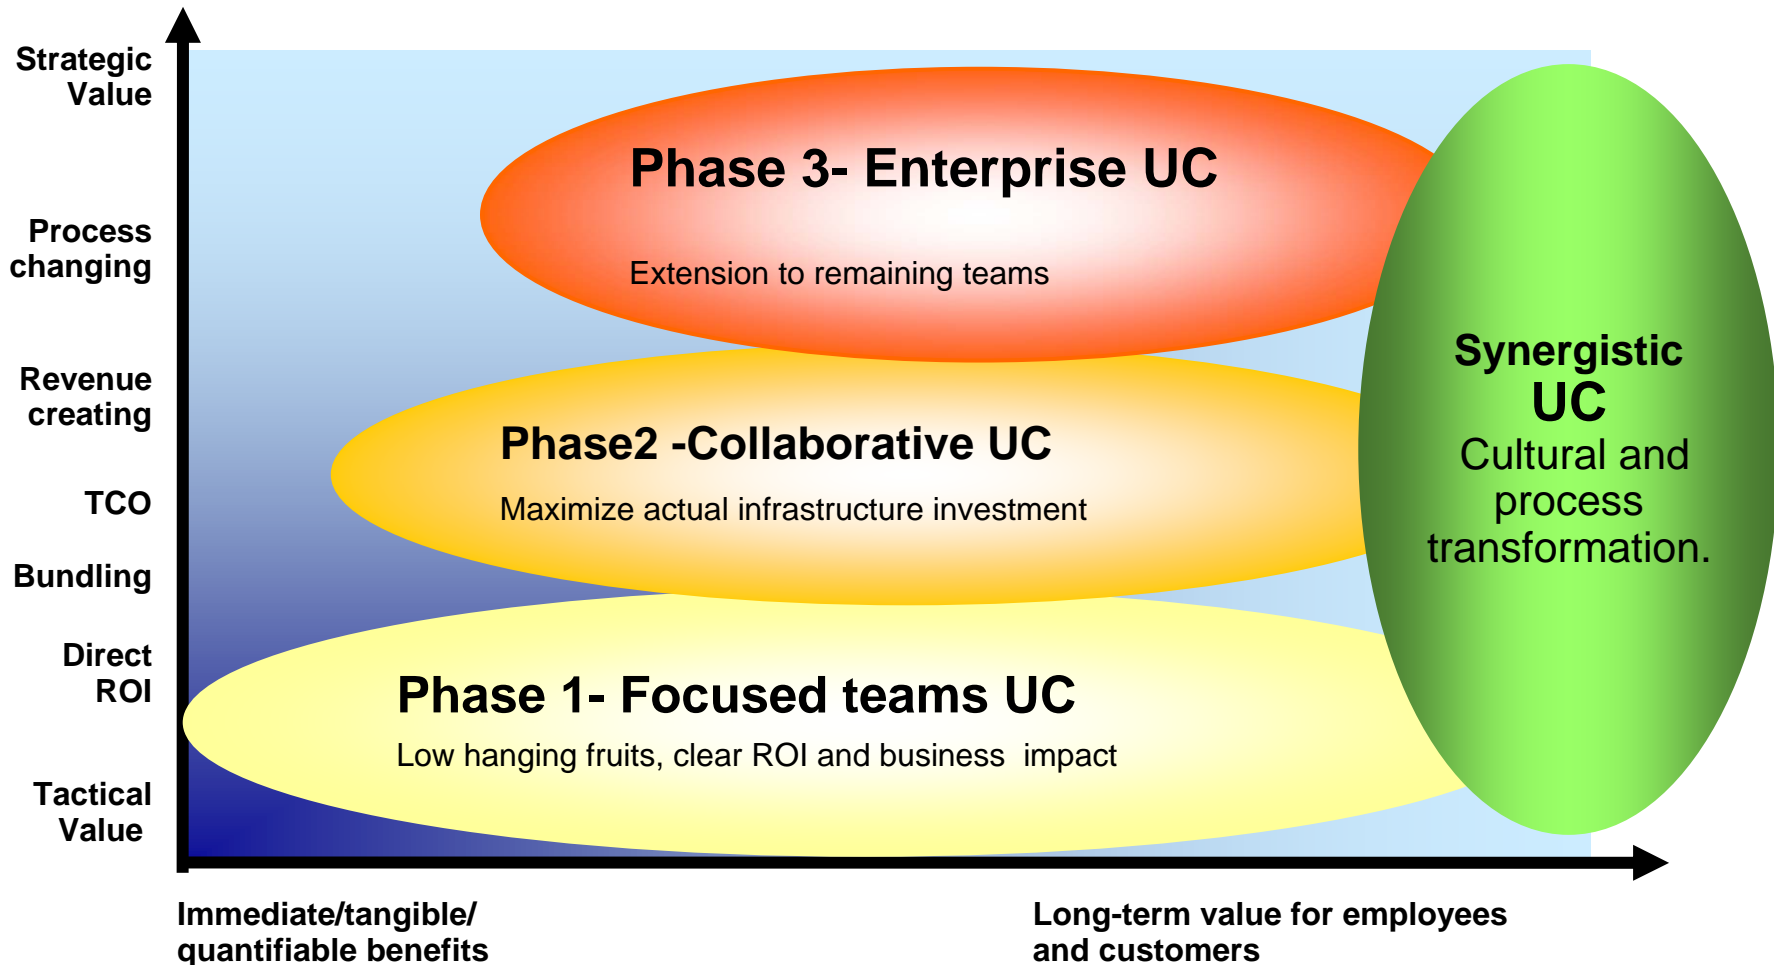 Strategic
Value
Process
changing
Revenue
creating
TCO
Bundling
Direct
ROI
Tactical
Value
Phase 3- Enterprise UC
Extension to remaining teams
Phase2 -Collaborative UC
Maximize actual infrastructure investment
Phase 1- Focused teams UC
Low hanging fruits, clear ROI and business  impact
Synergistic
UC
Cultural and
process
transformation.
Immediate/tangible/
quantifiable benefits
Long-term value for employees
and customers